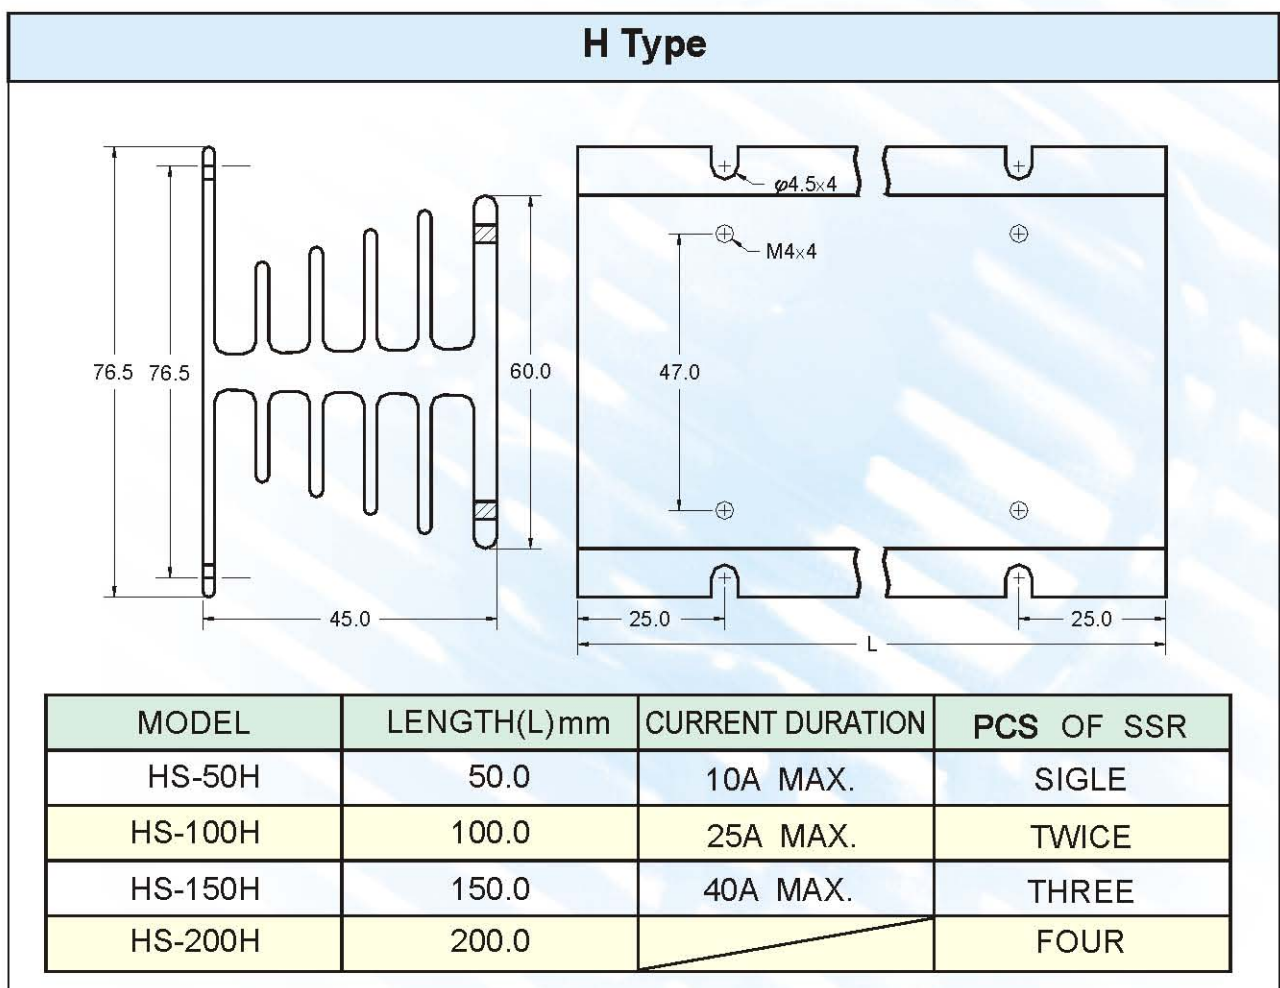 H Type
φ4.5×4
M4×4
76.5 76.5 60.0 47.0
45.0 25.0 25.0
L
MODEL LENGTH(L)mm CURRENT DURATION PCS OF SSR
HS-50H 50.0 10A MAX. SIGLE
HS-100H 100.0 25A MAX. TWICE
HS-150H 150.0 40A MAX. THREE
HS-200H 200.0 FOUR